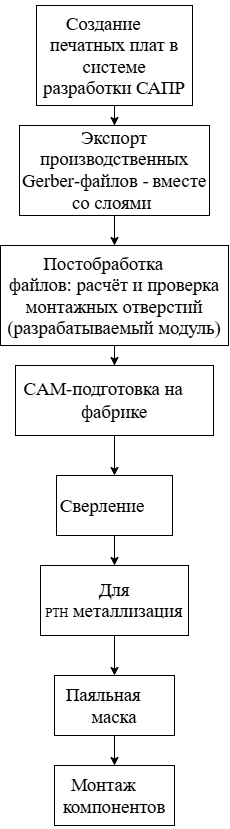 Создание
печатных плат в
системе
разработки САПР
Экспорт
производственных
Gerber-файлов - вместе
со слоями
Постобработка
файлов: расчёт и проверка
монтажных отверстий
(разрабатываемый модуль)
CAM-подготовка на
фабрике
Сверление
Для
PTH металлизация
Паяльная
маска
Монтаж
компонентов